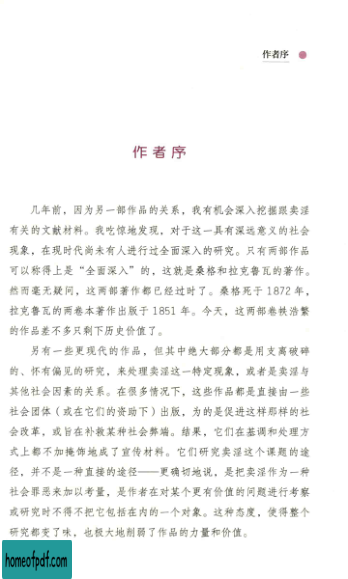 作者序
作者序
几年前，因为另一部作品的关系，我有机会深入挖掘跟卖淫
有关的文献材料。我吃惊地发现，对于这一具有深远意义的社会
现象，在现时代尚未有人进行过全面深入的研究。只有两部作品
可以称得上是“全面深入”的，这就是桑格和拉克鲁瓦的著作。
然而毫无疑问，这两部著作都已经过时了。桑格死于 1872 年，
拉克鲁瓦的两卷本著作出版于 1851 年。今天，这两部卷帙浩繁
的作品差不多只剩下历史价值了。
另有一些更现代的作品，但其中绝大部分都是用支离破碎
的、怀有偏见的研究，来处理卖淫这一特定现象，或者是卖淫与
其他社会因素的关系。在很多情况下，这些作品都是直接由一些
社会团体（或在它们的资助下）出版，为的是促进这样那样的社
会改革，或旨在补救某种社会弊端。结果，它们在基调和处理方
式上都不加掩饰地成了宣传材料。它们研究卖淫这个课题的途
径，并不是一种直接的途径——更确切地说，是把卖淫作为一种
社会罪恶来加以考量，是作者在对某个更有价值的问题进行考察
或研究时不得不把它包括在内的一个对象。这种态度，使得整个
研究都变了味，也极大地削弱了作品的力量和价值。
homeofpdf.com